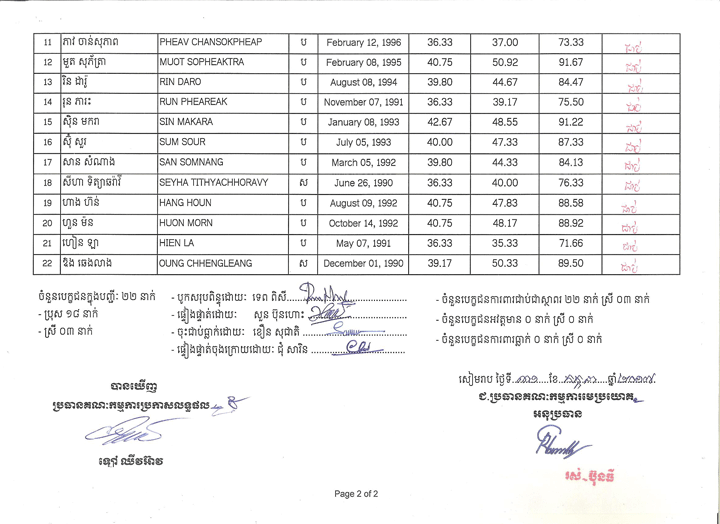 11 ភាវ ចាន់សុភាព PHEAV CHANSOKPHEAP ប February 12, 1996 36.33 37.00 73.33 ជាប់
12 មួត សុភ័ត្រា MUOT SOPHEAKTRA ប February 08, 1995 40.75 50.92 91.67 ជាប់
13 រិន ដារ៉ូ RIN DARO ប August 08, 1994 39.80 44.67 84.47 ជាប់
14 រុន ភារះ RUN PHEAREAK ប November 07, 1991 36.33 39.17 75.50 ជាប់
15 ស៊ិន មករា SIN MAKARA ប January 08, 1993 42.67 48.55 91.22 ជាប់
16 ស៊ុំ សួរ SUM SOUR ប July 05, 1993 40.00 47.33 87.33 ជាប់
17 សាន សំណាង SAN SOMNANG ប March 05, 1992 39.80 44.33 84.13 ជាប់
18 សីហា ទិត្យាឆរ៉ាវី SEYHA TITHYACHHORAVY ស June 26, 1990 36.33 40.00 76.33 ជាប់
19 ហាង ហ៊ន់ HANG HOUN ប August 09, 1992 40.75 47.83 88.58 ជាប់
20 ហួន ម៉ន HUON MORN ប October 14, 1992 40.75 48.17 88.92 ជាប់
21 ហៀន ឡា HIEN LA ប May 07, 1991 36.33 35.33 71.66 ជាប់
22 អ៊ឹង ឆេងលាង OUNG CHHENGLEANG ស December 01, 1990 39.17 50.33 89.50 ជាប់
ចំនួនបេក្ខជនក្នុងបញ្ជី: ២២ នាក់
- ប្រុស ១៩ នាក់
- ស្រី ០៣ នាក់
- បូកសរុបពិន្ទុដោយ: ទេព ពិសី
- ផ្ទៀងផ្ទាត់ដោយ: សួន ប៊ុនហោះ
- ចុះជាប់ធ្លាក់ដោយ: ខឿន សុជាតិ
- ផ្ទៀងផ្ទាត់ចុងក្រោយដោយ: ជុំ សារិន
- ចំនួនបេក្ខជនការពារជាប់ជាស្ថាពរ ២២ នាក់ ស្រី ០៣ នាក់
- ចំនួនបេក្ខជនអវត្តមាន ០ នាក់ ស្រី ០ នាក់
- ចំនួនបេក្ខជនការពារធ្លាក់ ០ នាក់ ស្រី ០ នាក់
បានឃើញ
ប្រធានគណៈកម្មការប្រកាសលទ្ធផល
សៀមរាប ថ្ងៃទី ខែ ឆ្នាំ ២០១៧
ជ.ប្រធានគណៈកម្មការមេប្រយោគ
អនុប្រធាន
រស់ ប៊ុនធី
Page 2 of 2